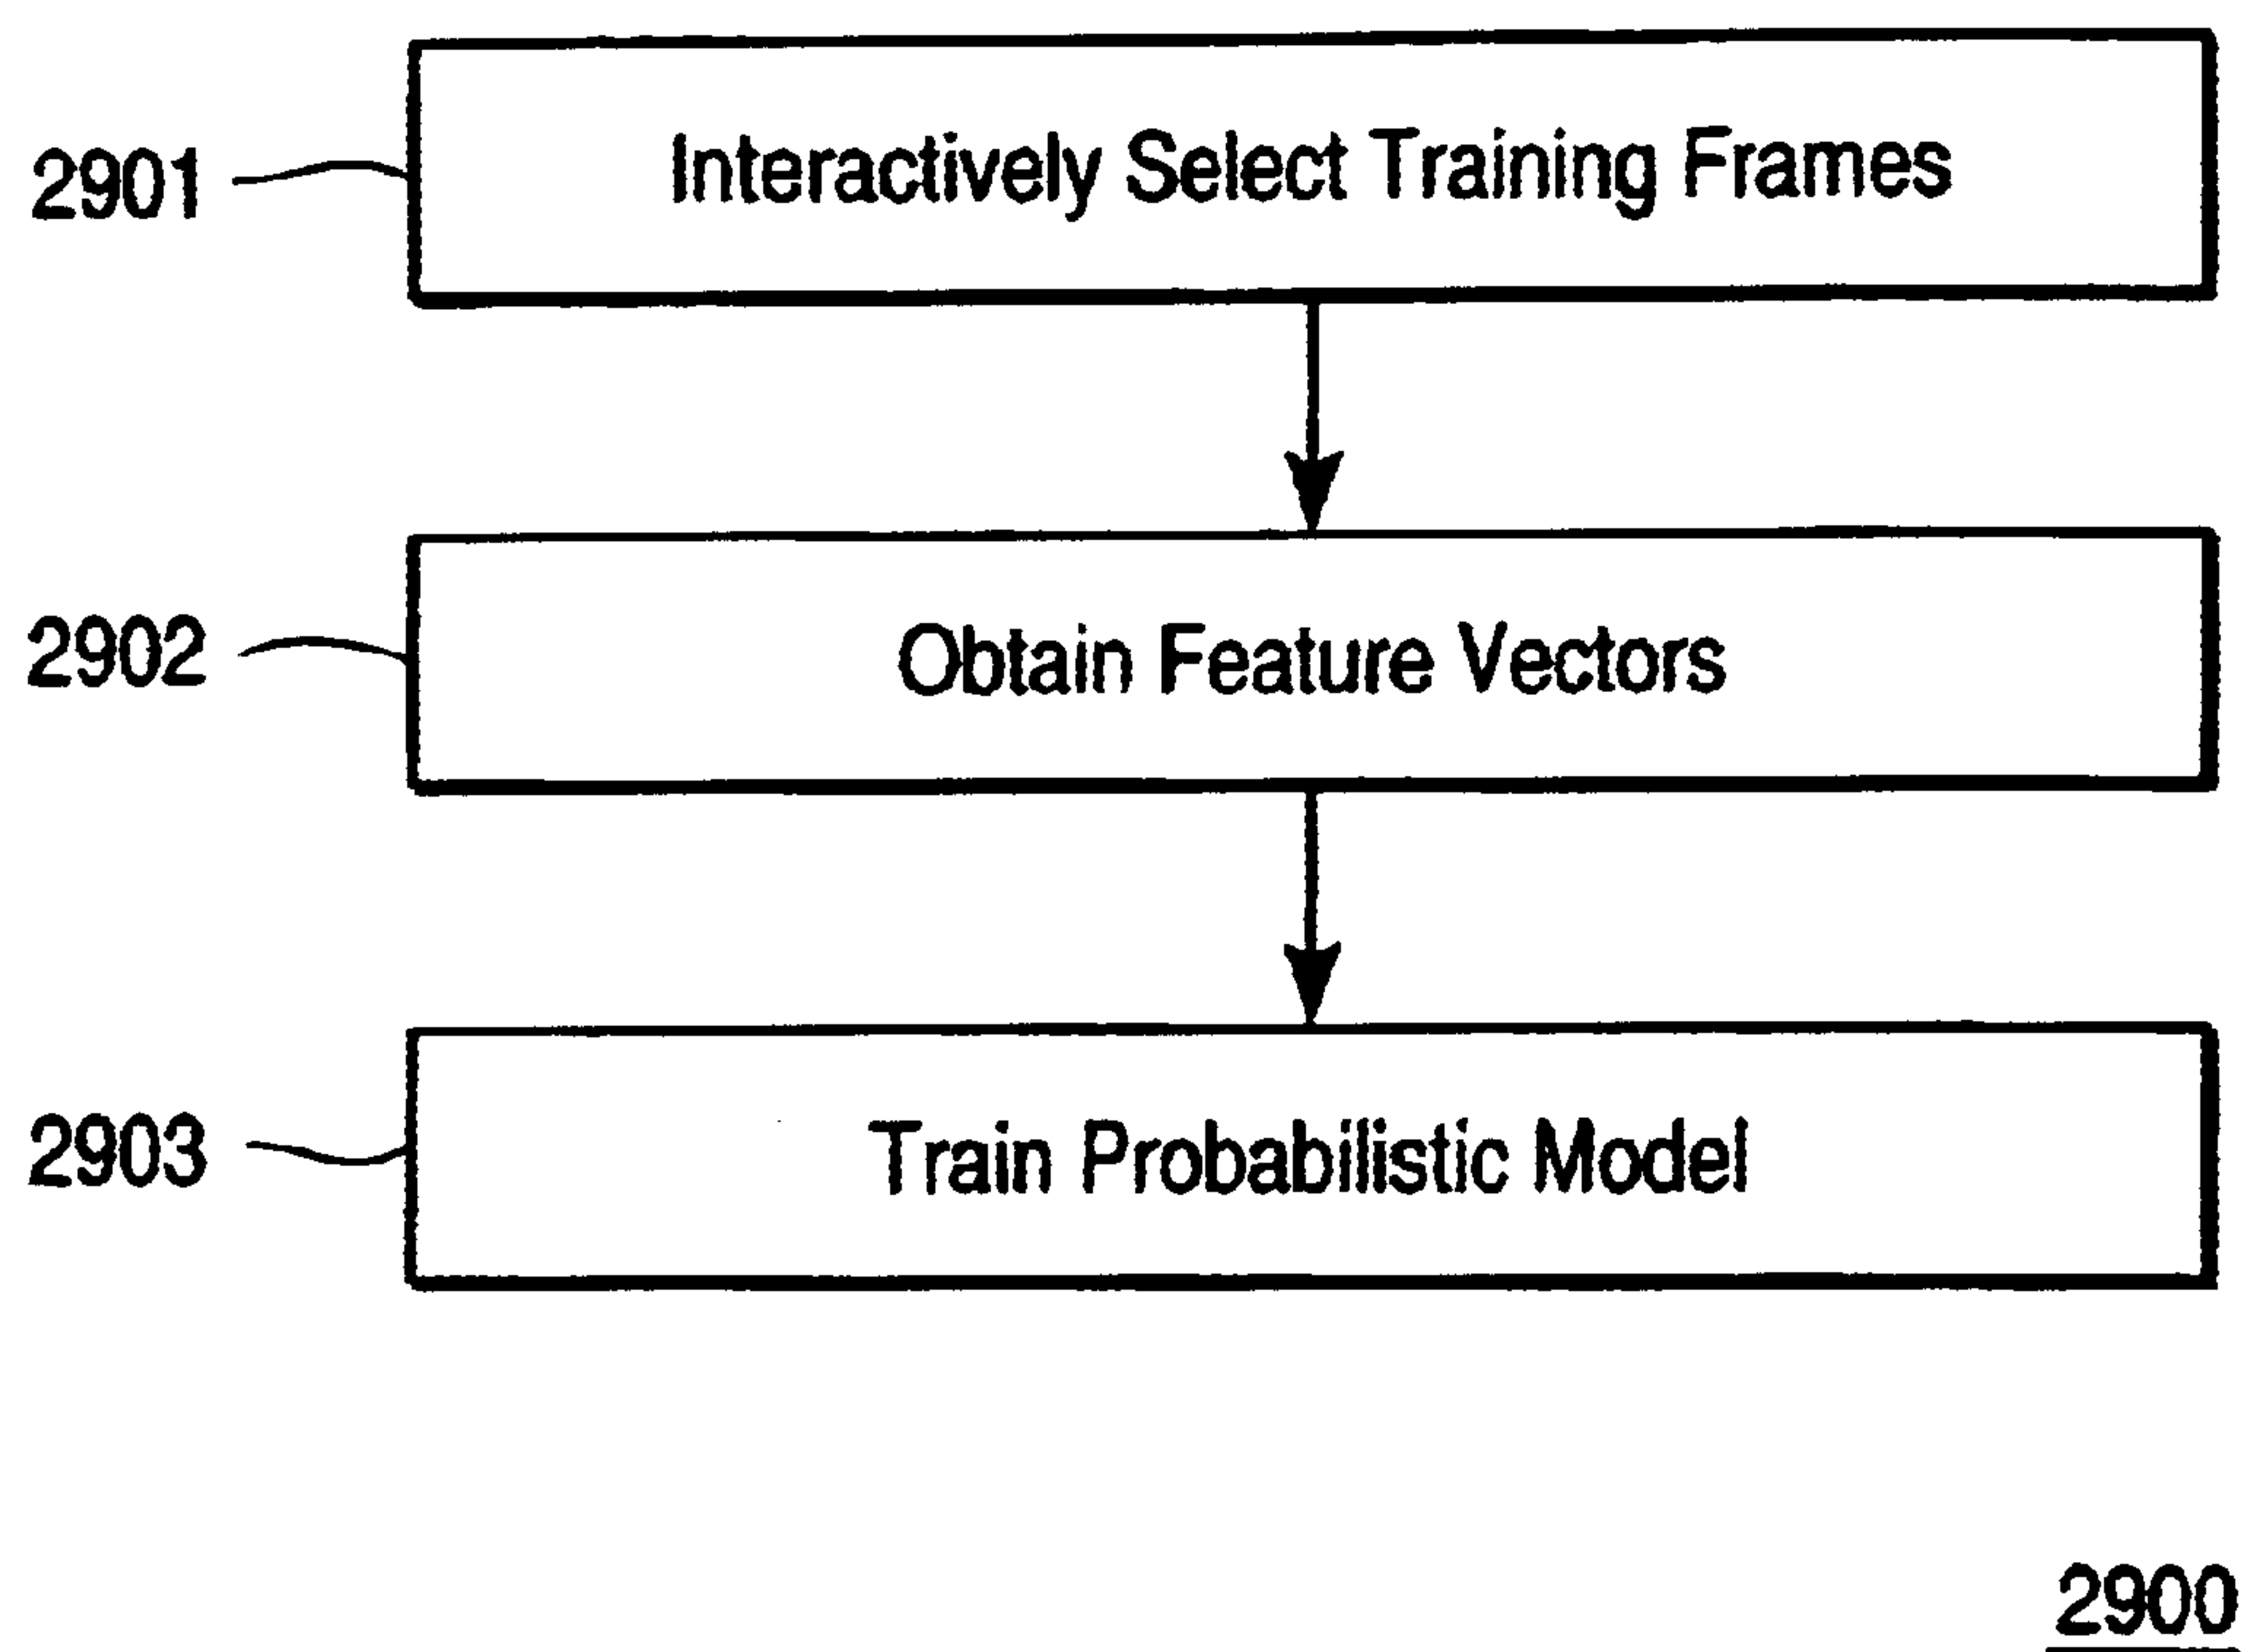 2901
Interactively Select Training Frames
2902
Obtain Feature Vectors
2903
Train Probabilistic Model
2900